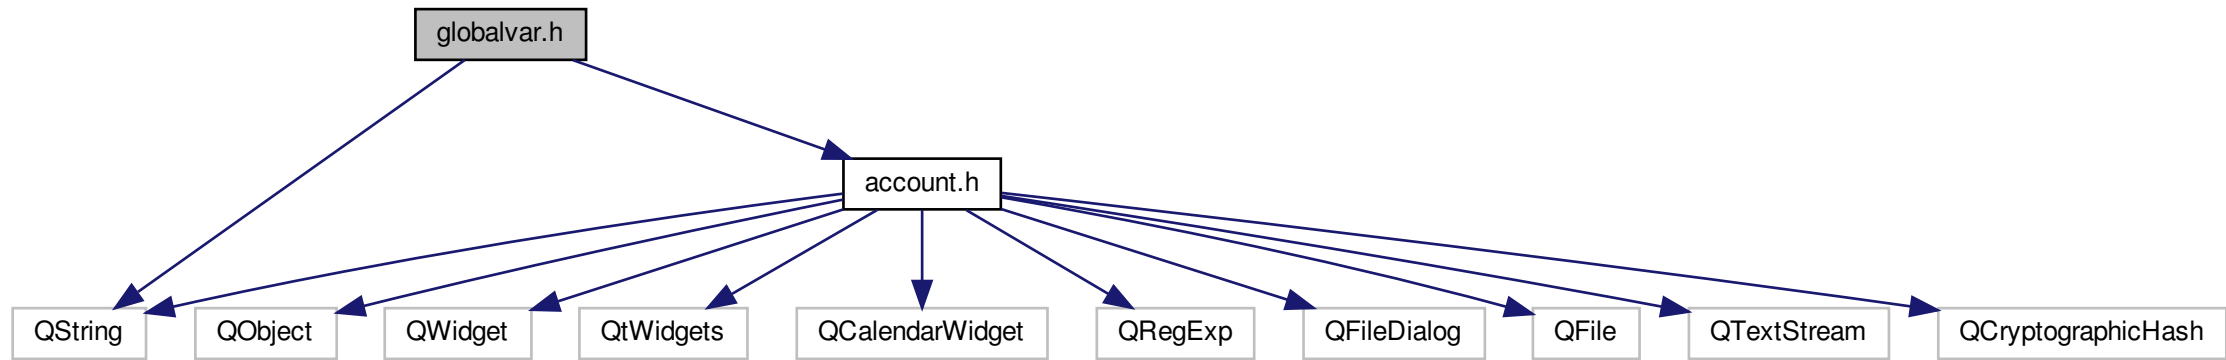 globalvar.h
account.h
QString
QObject
QWidget
QtWidgets
QCalendarWidget
QRegExp
QFileDialog
QFile
QTextStream
QCryptographicHash